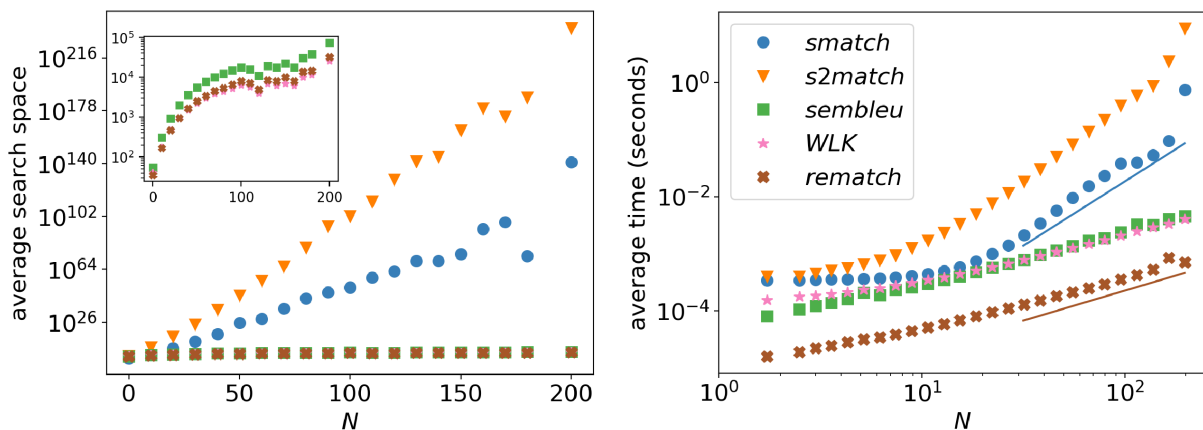 average search space
10^216
10^178
10^140
10^102
10^64
10^26
0
50
100
150
200
N
10^5
10^4
10^3
10^2
0
100
200
average time (seconds)
10^0
10^-2
10^-4
10^0
10^1
10^2
N
smatch
s2match
sembleu
WLK
rematch